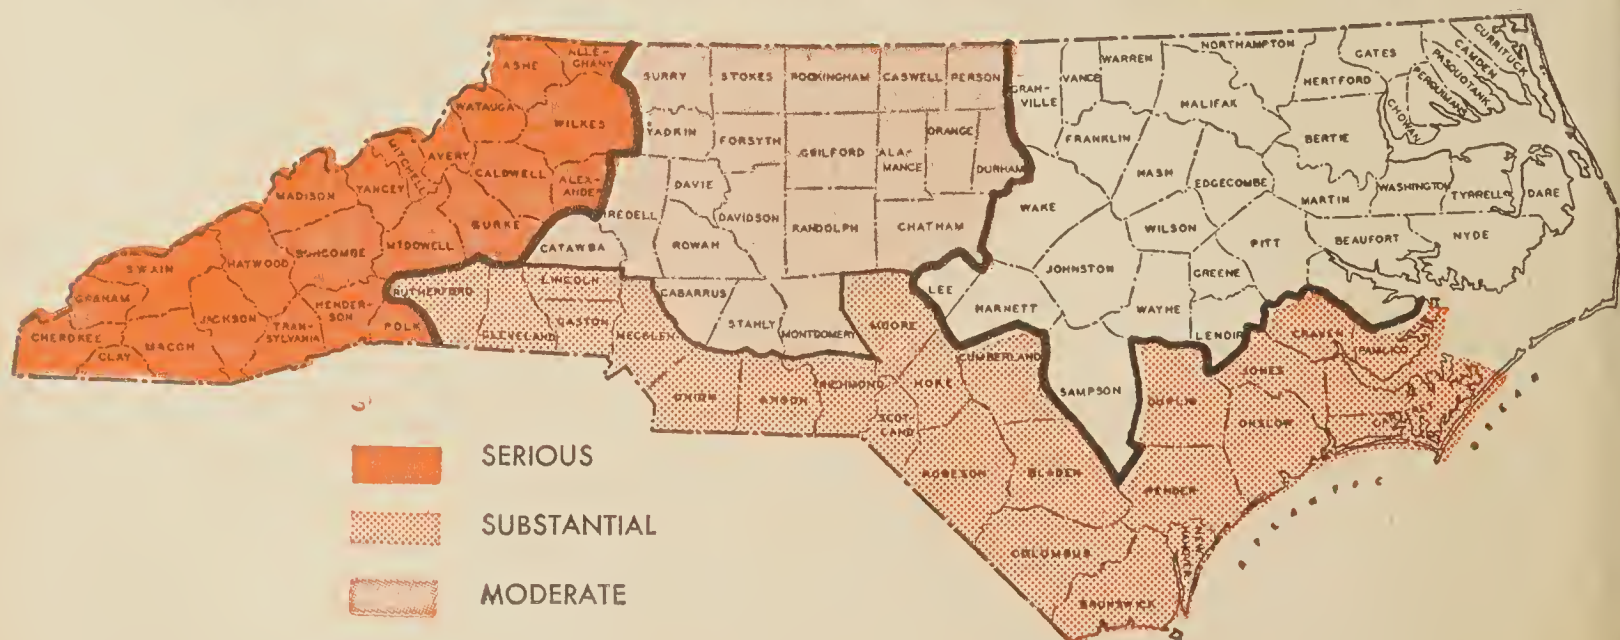 ASHE
ALLE-
GHANY
SURRY
STOKES
ROCKINGHAM
CASWELL
PERSON
GRAN-
VILLE
VANCE
WARREN
NORTHAMPTON
GATES
HERTFORD
CURRITUCK
CAMDEN
PASQUOTANK
PERQUIMANS
CHOWAN
WATAUGA
WILKES
YADKIN
FORSYTH
GUILFORD
ALA-
MANCE
ORANGE
DURHAM
FRANKLIN
HALIFAX
BERTIE
MITCHELL
AVERY
CALDWELL
ALEX-
ANDER
MADISON
YANCEY
DAVIE
IREDELL
DAVIDSON
RANDOLPH
CHATHAM
WAKE
NASH
EDGECOMBE
MARTIN
WASHINGTON
TYRRELL
DARE
BURKE
McDOWELL
BUNCOMBE
HAYWOOD
SWAIN
CATAWBA
ROWAN
WILSON
PITT
BEAUFORT
HYDE
GRAHAM
JACKSON
HENDER-
SON
TRAN-
SYLVANIA
POLK
RUTHERFORD
LINCOLN
CLEVELAND
GASTON
MECKLEN
CABARRUS
STANLY
MONTGOMERY
MOORE
LEE
HARNETT
JOHNSTON
GREENE
WAYNE
LENOIR
CRAVEN
PAMLICO
CHEROKEE
CLAY
MACON
UNION
ANSON
RICHMOND
SCOT-
LAND
HOKE
CUMBERLAND
SAMPSON
DUPLIN
JONES
ONSLOW
ROBESON
BLADEN
PENDER
COLUMBUS
NEW
HANOVER
BRUNSWICK
ATLANTIC
OCEAN
SERIOUS
SUBSTANTIAL
MODERATE